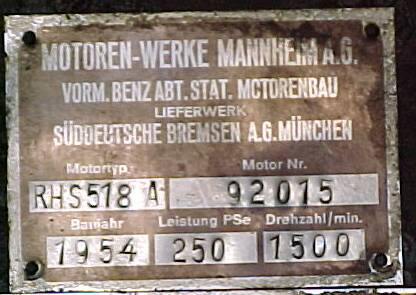 MOTOREN-WERKE MANNHEIM A.G.
VORM. BENZ ABT. STAT. MOTORENBAU
LIEFERWERK
SÜDDEUTSCHE BREMSEN A.G. MÜNCHEN
Motortyp Motor Nr.
RHS518 A 92015
Baujahr Leistung PSe Drehzahl/min.
1954 250 1500